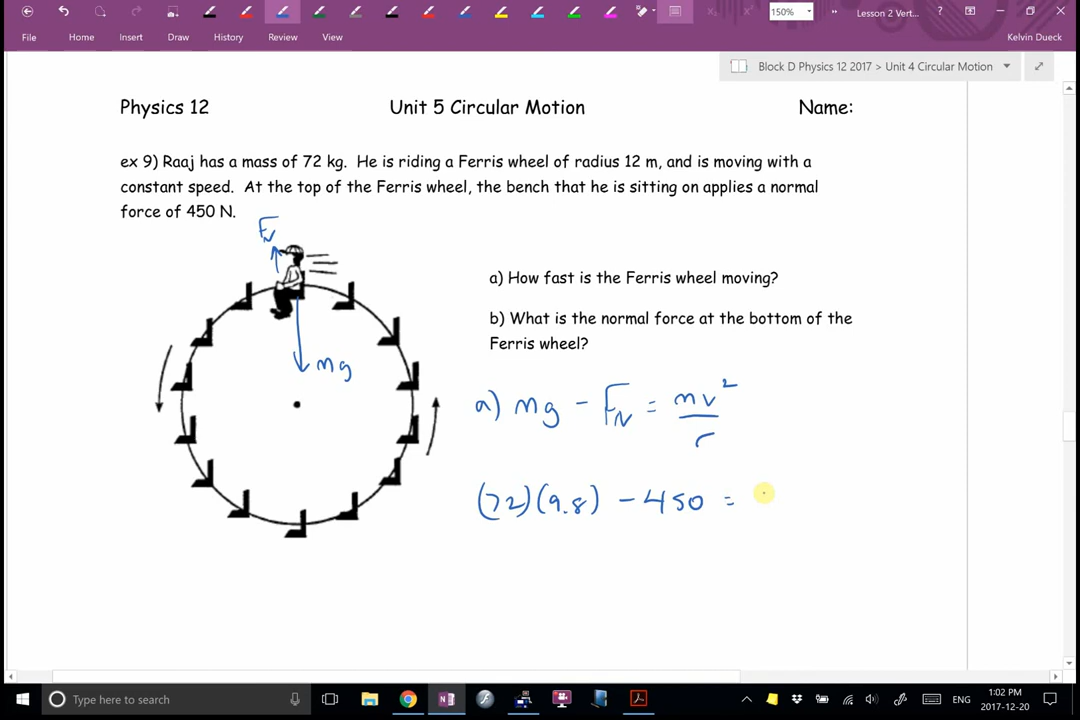 150%
Lesson 2 Vert...
File
Home
Insert
Draw
History
Review
View
Kelvin Dueck
Block D Physics 12 2017 > Unit 4 Circular Motion
Physics 12 Unit 5 Circular Motion Name:
ex 9) Raaj has a mass of 72 kg. He is riding a Ferris wheel of radius 12 m, and is moving with a
constant speed. At the top of the Ferris wheel, the bench that he is sitting on applies a normal
force of 450 N.
F_N
mg
a) How fast is the Ferris wheel moving?
b) What is the normal force at the bottom of the
Ferris wheel?
a) mg - F_N = mv²/r
(72)(9.8) - 450 =
Type here to search
ENG
1:02 PM
2017-12-20